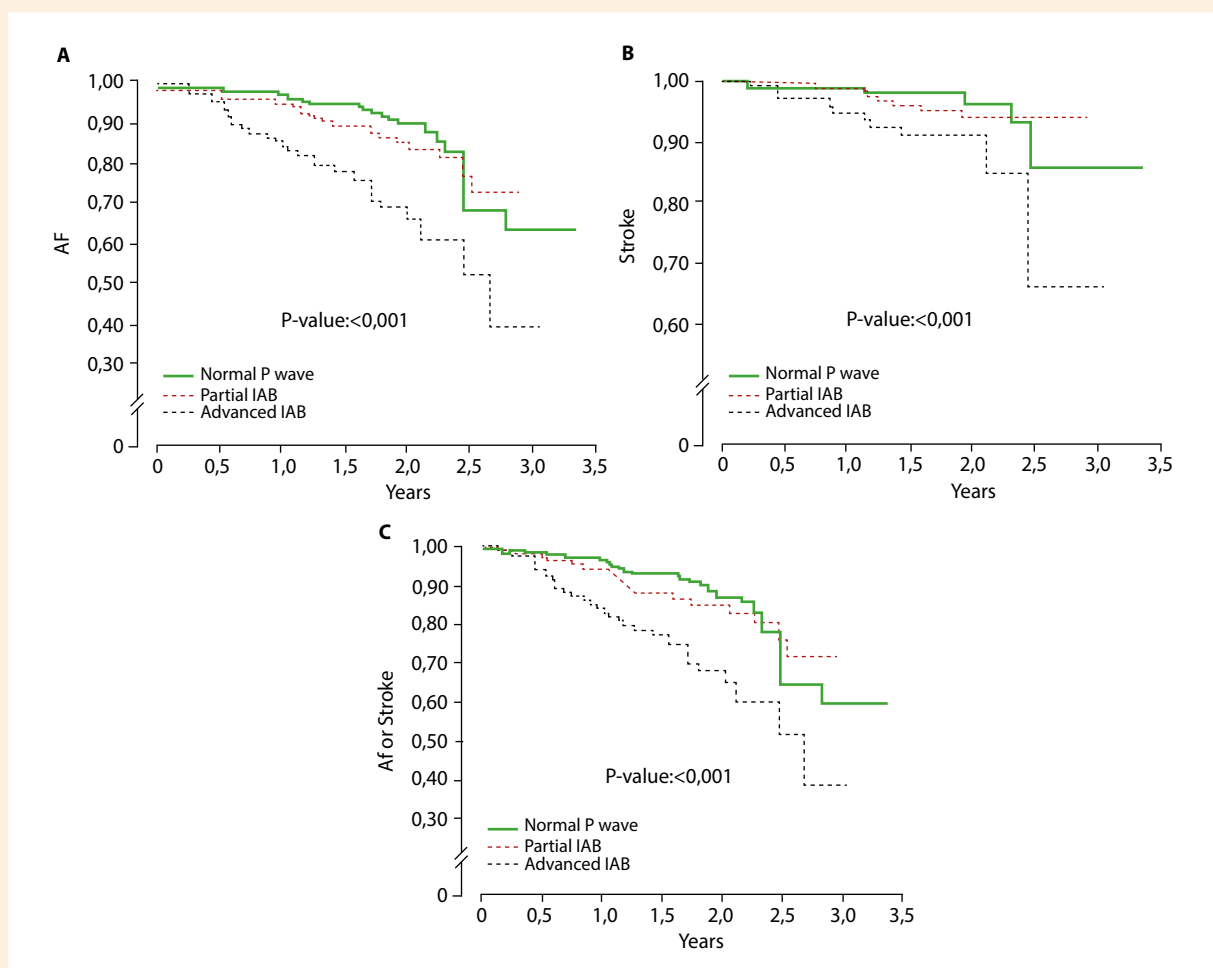 A
1,00
0,90
0,80
0,70
0,60
0,50
0,40
0,30
0
AF
P-value:<0,001
Normal P wave
Partial IAB
Advanced IAB
0 0,5 1,0 1,5 2,0 2,5 3,0 3,5
Years
B
1,00
0,90
0,80
0,70
0,60
0
Stroke
P-value:<0,001
Normal P wave
Partial IAB
Advanced IAB
0 0,5 1,0 1,5 2,0 2,5 3,0 3,5
Years
C
1,00
0,90
0,80
0,70
0,60
0,50
0,40
0,30
0
Af or Stroke
P-value:<0,001
Normal P wave
Partial IAB
Advanced IAB
0 0,5 1,0 1,5 2,0 2,5 3,0 3,5
Years